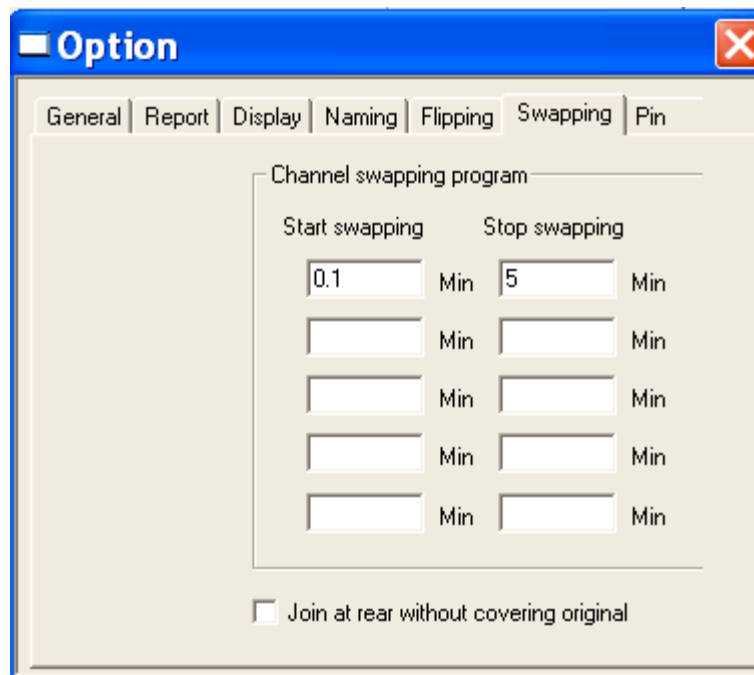 Option
General Report Display Naming Flipping Swapping Pin
Channel swapping program
Start swapping Stop swapping
0.1 Min 5 Min
Min Min
Min Min
Min Min
Min Min
Join at rear without covering original